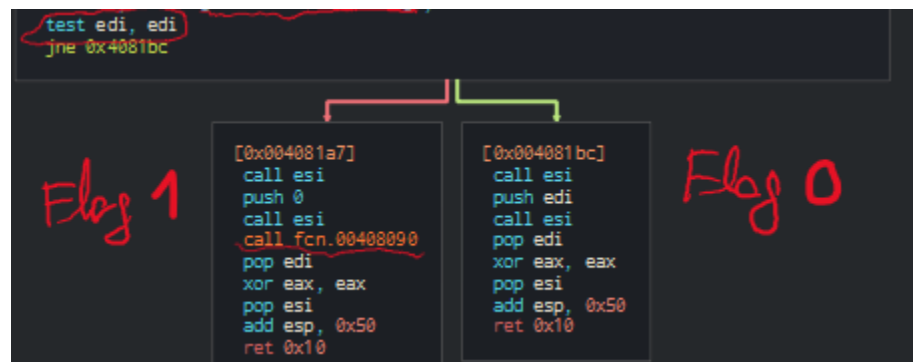 test edi, edi
jne 0x4081bc
[0x004081a7]
call esi
push 0
call esi
call fcn.00408090
pop edi
xor eax, eax
pop esi
add esp, 0x50
ret 0x10
[0x004081bc]
call esi
push edi
call esi
pop edi
xor eax, eax
pop esi
add esp, 0x50
ret 0x10
Flag 1
Flag 0